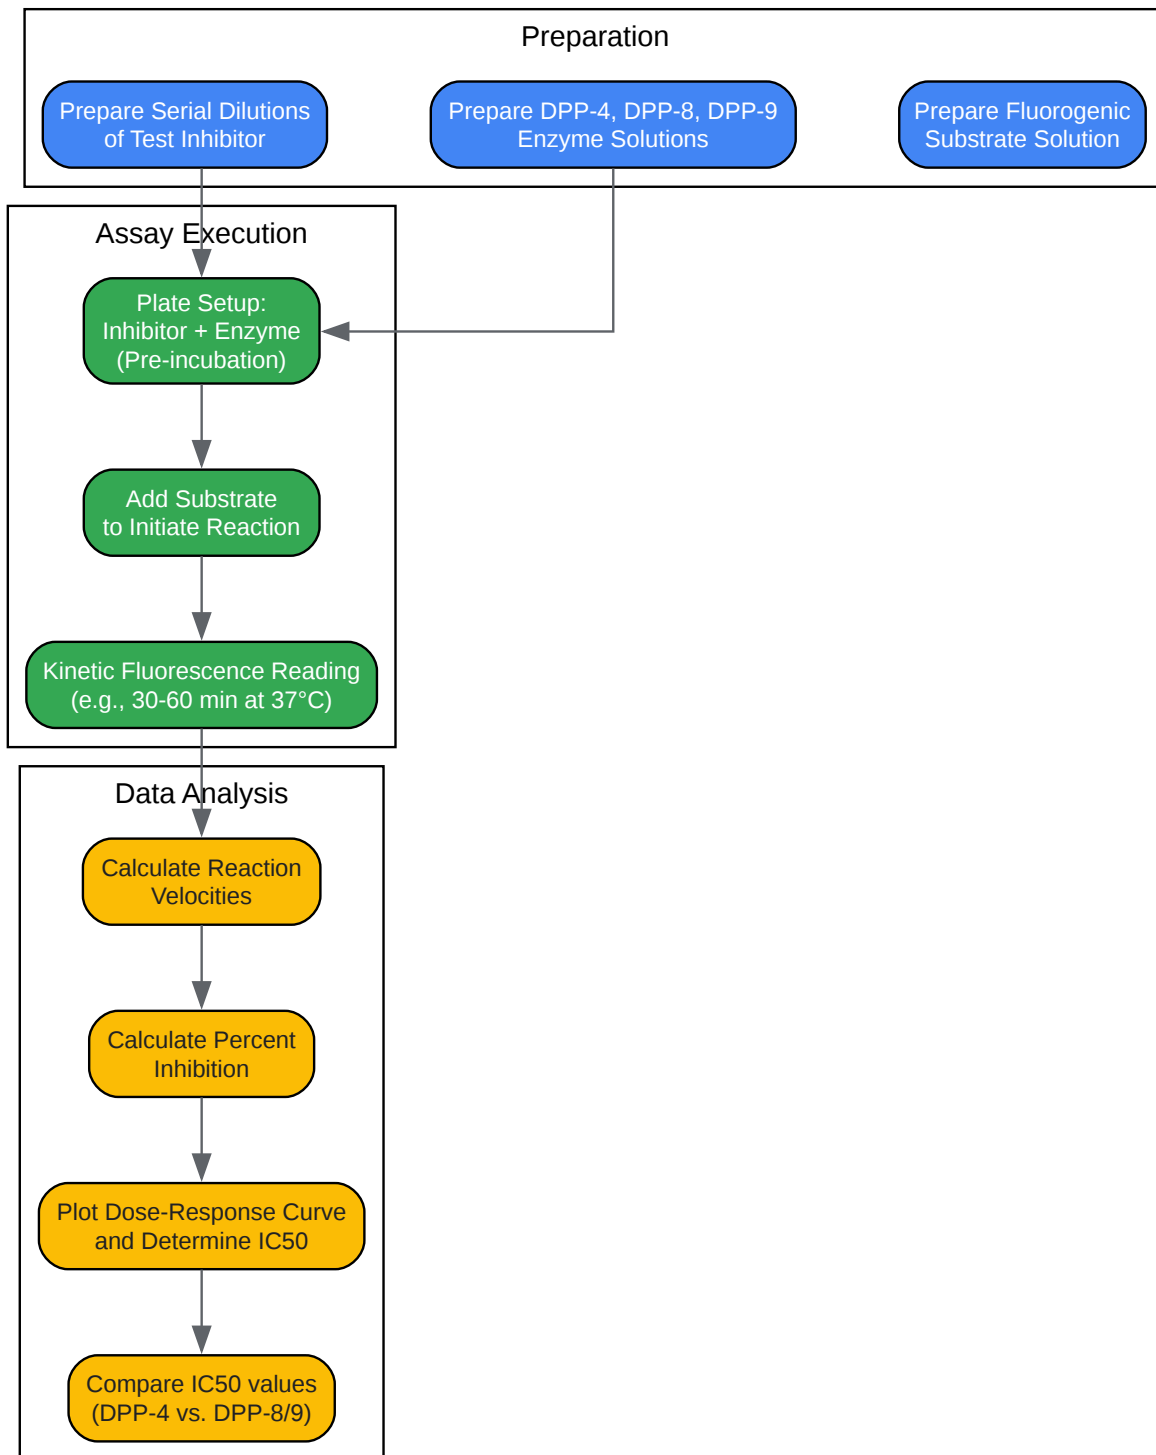 Preparation
Prepare Serial Dilutions
of Test Inhibitor
Prepare DPP-4, DPP-8, DPP-9
Enzyme Solutions
Prepare Fluorogenic
Substrate Solution
Assay Execution
Plate Setup:
Inhibitor + Enzyme
(Pre-incubation)
Add Substrate
to Initiate Reaction
Kinetic Fluorescence Reading
(e.g., 30-60 min at 37°C)
Data Analysis
Calculate Reaction
Velocities
Calculate Percent
Inhibition
Plot Dose-Response Curve
and Determine IC50
Compare IC50 values
(DPP-4 vs. DPP-8/9)